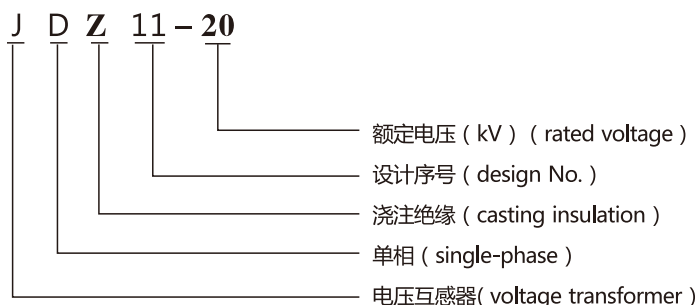 J D Z 11-20
额定电压（kV）（rated voltage）
设计序号（design No.）
浇注绝缘（casting insulation）
单相（single-phase）
电压互感器( voltage transformer )